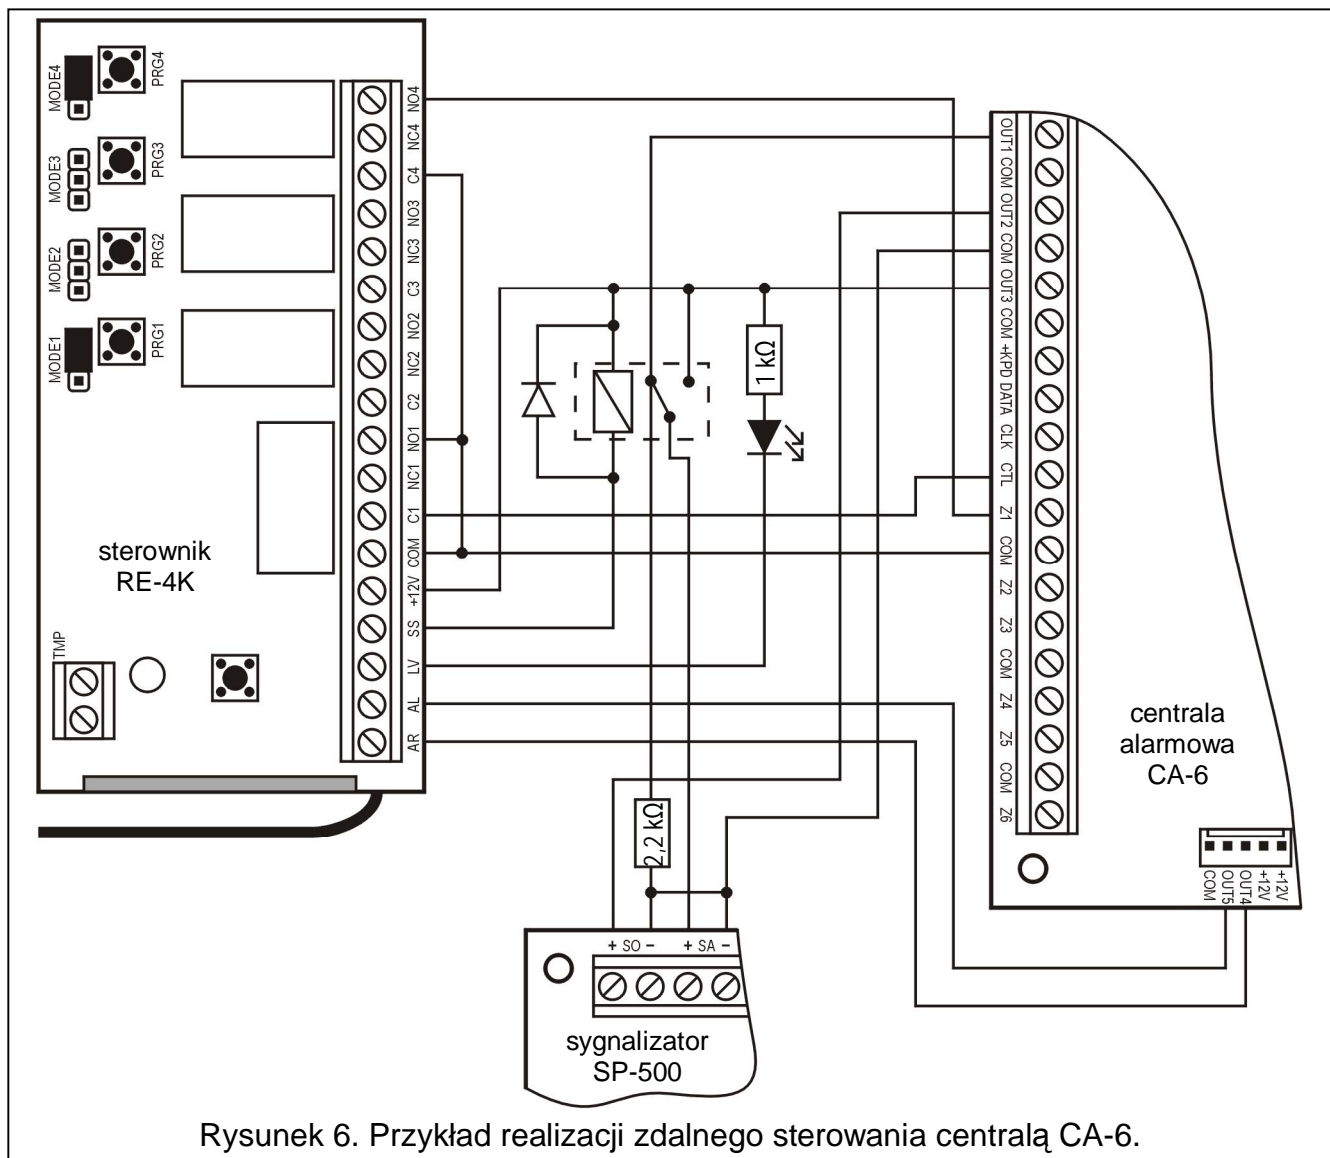 MODE4
PRG4
MODE3
PRG3
MODE2
PRG2
MODE1
PRG1
NO4
NC4
C4
NO3
NC3
C3
NO2
NC2
C2
NO1
NC1
C1
COM
+12V
SS
LV
AL
AR
sterownik
RE-4K
TMP
1 kΩ
2,2 kΩ
OUT1
COM
OUT2
COM
OUT3
COM
+KPD
DATA
CLK
CTL
Z1
COM
Z2
Z3
COM
Z4
Z5
COM
Z6
centrala
alarmowa
CA-6
COM
OUT5
OUT4
+12V
+12V
+ SO − + SA −
sygnalizator
SP-500
Rysunek 6. Przykład realizacji zdalnego sterowania centralą CA-6.